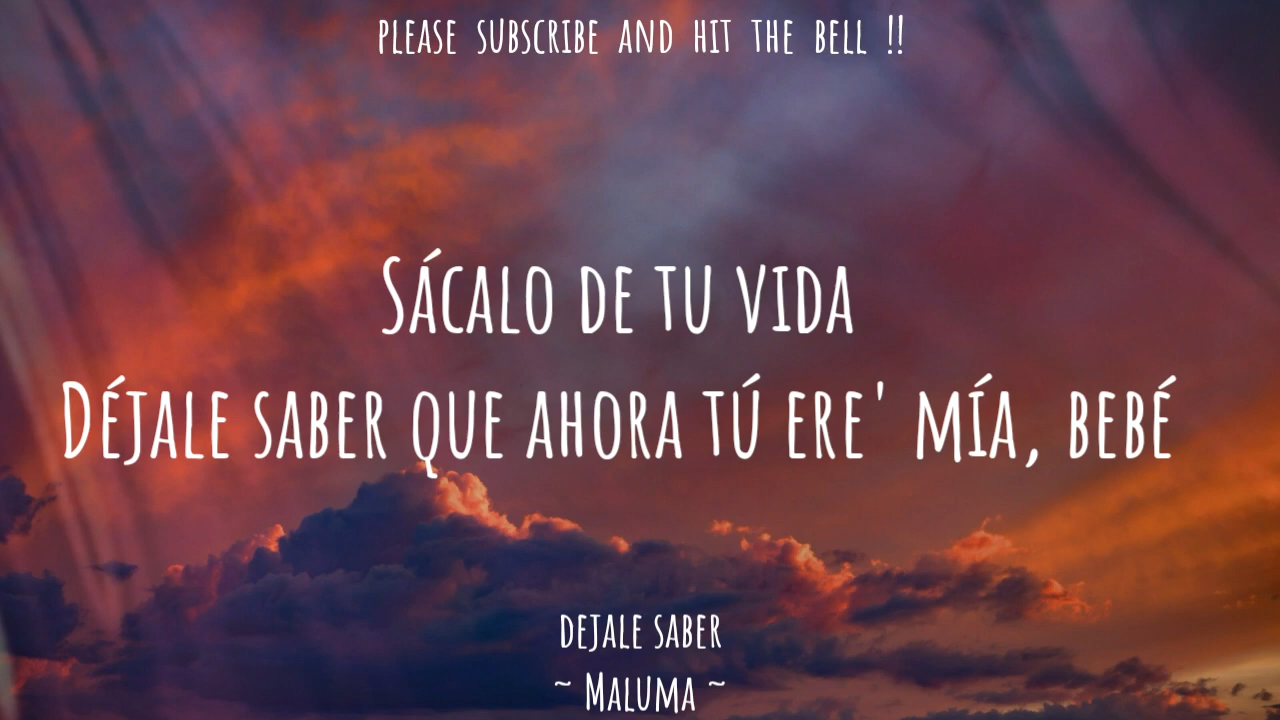 PLEASE SUBSCRIBE AND HIT THE BELL !!
SÁCALO DE TU VIDA
DÉJALE SABER QUE AHORA TÚ ERE' MÍA, BEBÉ
DEJALE SABER
~ MALUMA ~